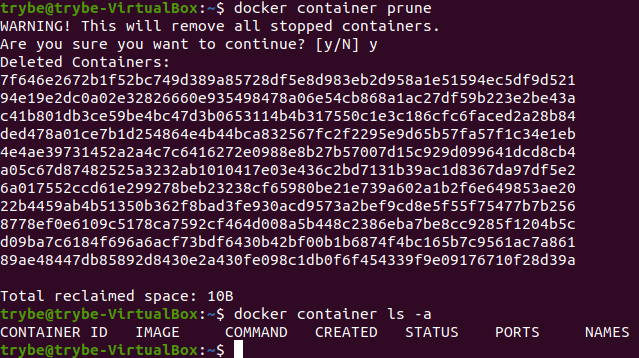 trybe@trybe-VirtualBox:~$ docker container prune
WARNING! This will remove all stopped containers.
Are you sure you want to continue? [y/N] y
Deleted Containers:
7f646e2672b1f52bc749d389a85728df5e8d983eb2d958a1e51594ec5df9d521
94e19e2dc0a02e32826660e935498478a06e54cb868a1ac27df59b223e2be43a
c41b801db3ce59be4bc47d3b0653114b4b317550c1e3c186cfc6faced2a28b84
ded478a01ce7b1d254864e4b44bca832567fc2f2295e9d65b57fa57f1c34e1eb
4e4ae39731452a2a4c7c6416272e0988e8b27b57007d15c929d099641dcd8cb4
a05c67d87482525a3232ab1010417e03e436c2bd7131b39ac1d8367da97df5e2
6a017552ccd61e299278beb23238cf65980be21e739a602a1b2f6e649853ae20
22b4459ab4b51350b362f8bad3fe930acd9573a2bef9cd8e5f55f75477b7b256
8778ef0e6109c5178ca7592cf464d008a5b448c2386eba7be8cc9285f1204b5c
d09ba7c6184f696a6acf73bdf6430b42bf00b1b6874f4bc165b7c9561ac7a861
89ae48447db85892d8430e2a430fe098c1db0f6f454339f9e09176710f28d39a
Total reclaimed space: 10B
trybe@trybe-VirtualBox:~$ docker container ls -a
CONTAINER ID IMAGE COMMAND CREATED STATUS PORTS NAMES
trybe@trybe-VirtualBox:~$